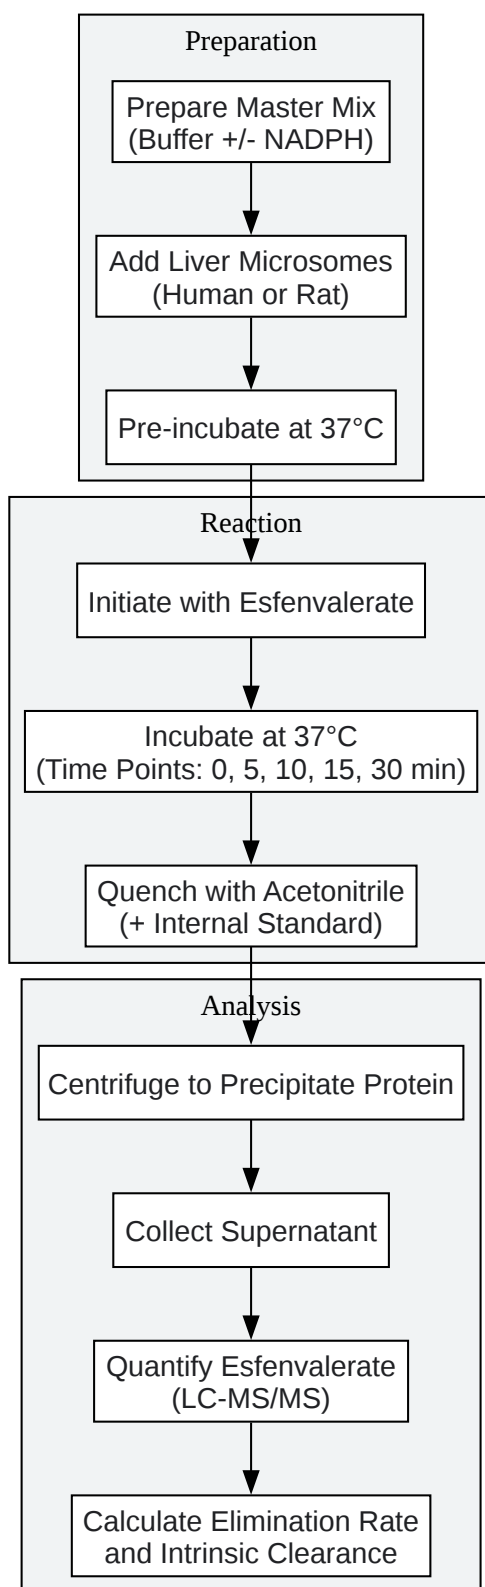 Preparation
Prepare Master Mix
(Buffer +/- NADPH)
Add Liver Microsomes
(Human or Rat)
Pre-incubate at 37°C
Reaction
Initiate with Esfenvalerate
Incubate at 37°C
(Time Points: 0, 5, 10, 15, 30 min)
Quench with Acetonitrile
(+ Internal Standard)
Analysis
Centrifuge to Precipitate Protein
Collect Supernatant
Quantify Esfenvalerate
(LC-MS/MS)
Calculate Elimination Rate
and Intrinsic Clearance